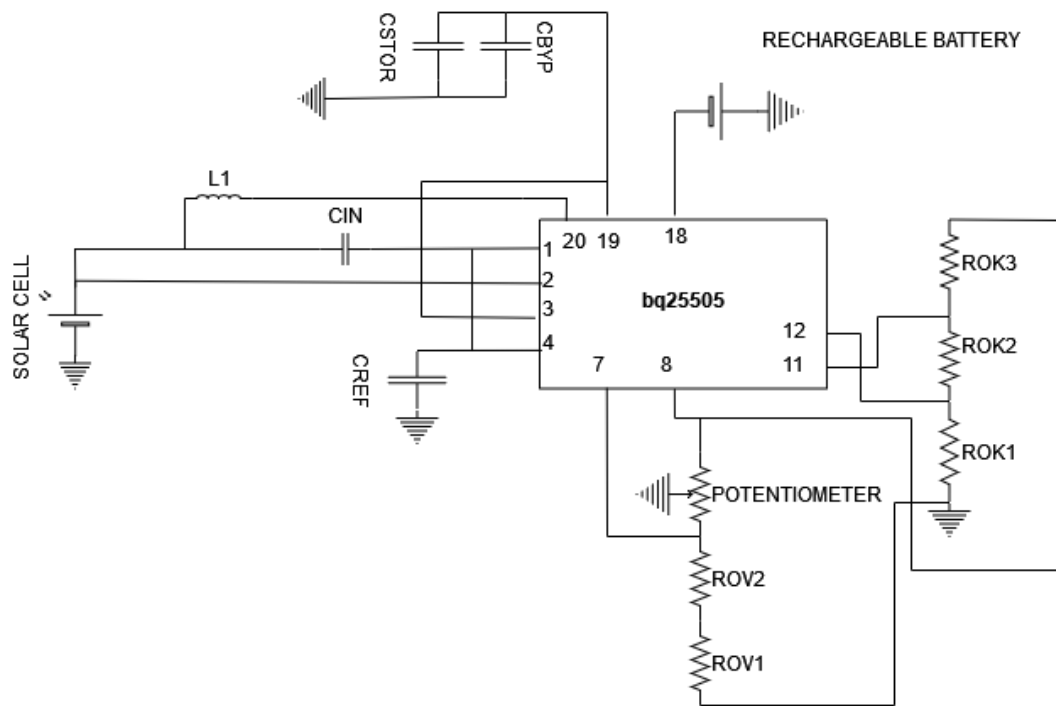 CSTOR
CBYP
RECHARGEABLE BATTERY
L1
CIN
1
20
19
18
2
bq25505
ROK3
SOLAR CELL
3
12
ROK2
4
CREF
7
8
11
ROK1
POTENTIOMETER
ROV2
ROV1